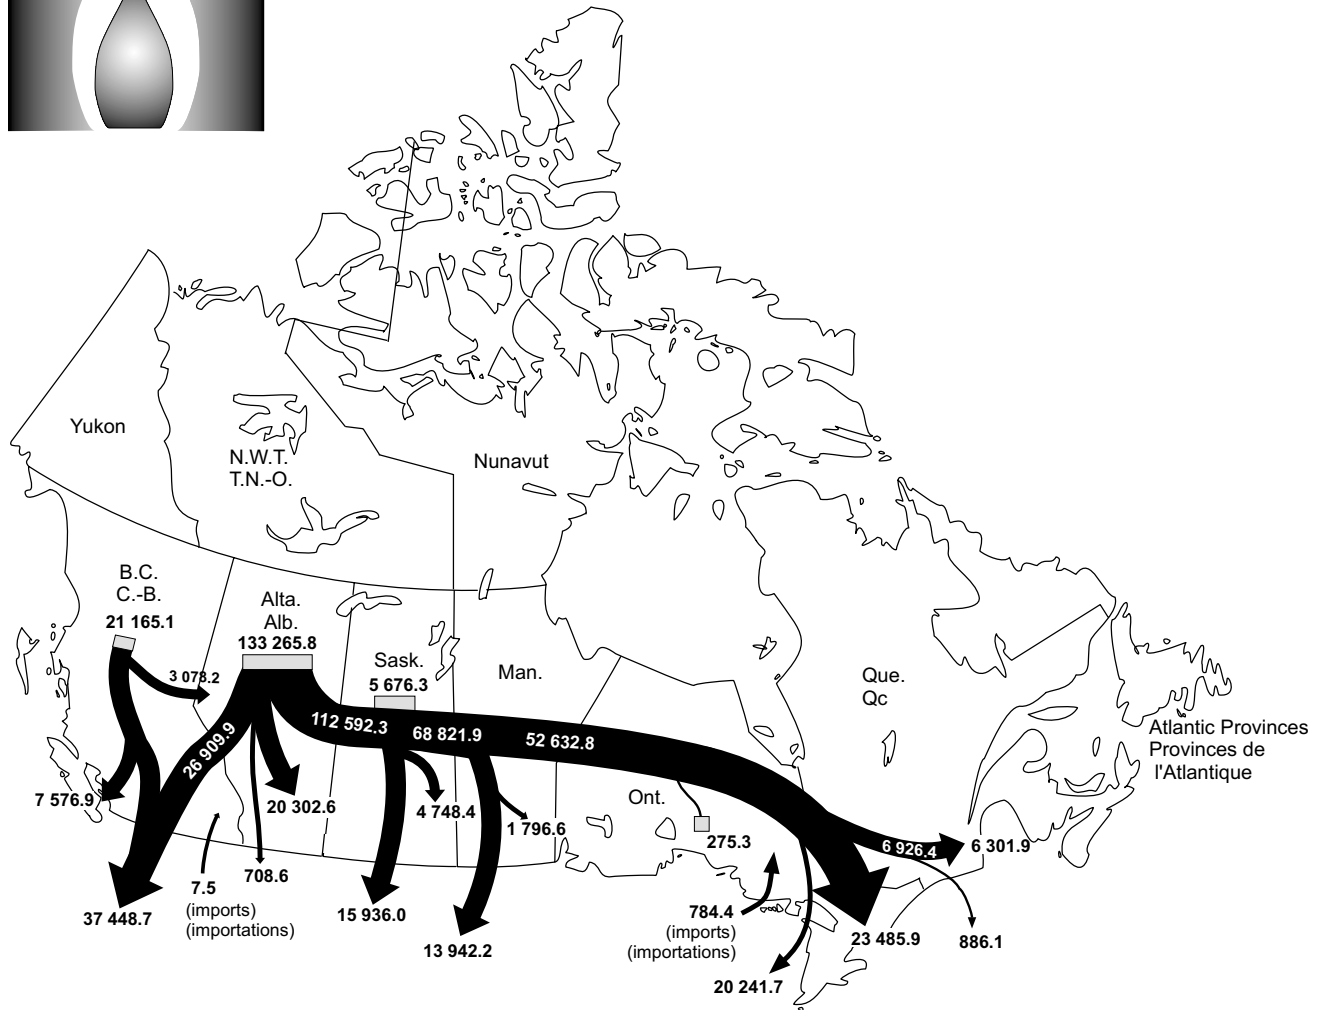 Yukon
N.W.T.
T.N.-O.
Nunavut
B.C.
C.-B.
21 165.1
Alta.
Alb.
133 265.8
Sask.
5 676.3
Man.
Que.
Qc
Atlantic Provinces
Provinces de
l'Atlantique
3 073.2
26 909.9
112 592.3
68 821.9
52 632.8
7 576.9
20 302.6
4 748.4
1 796.6
Ont.
275.3
6 926.4
6 301.9
708.6
7.5
(imports)
(importations)
37 448.7
15 936.0
13 942.2
784.4
(imports)
(importations)
20 241.7
23 485.9
886.1